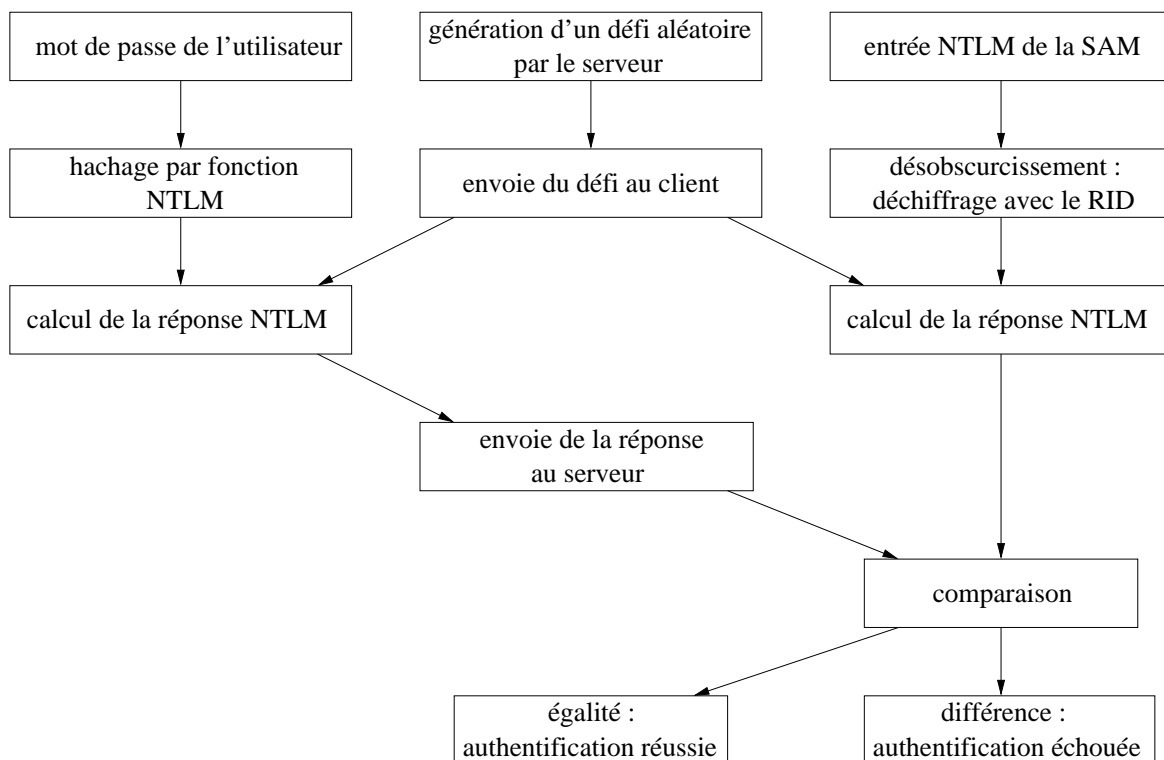 mot de passe de l’utilisateur
génération d’un défi aléatoire
par le serveur
entrée NTLM de la SAM
hachage par fonction
NTLM
envoie du défi au client
désobscurcissement :
déchiffrage avec le RID
calcul de la réponse NTLM
calcul de la réponse NTLM
envoie de la réponse
au serveur
comparaison
égalité :
authentification réussie
différence :
authentification échouée